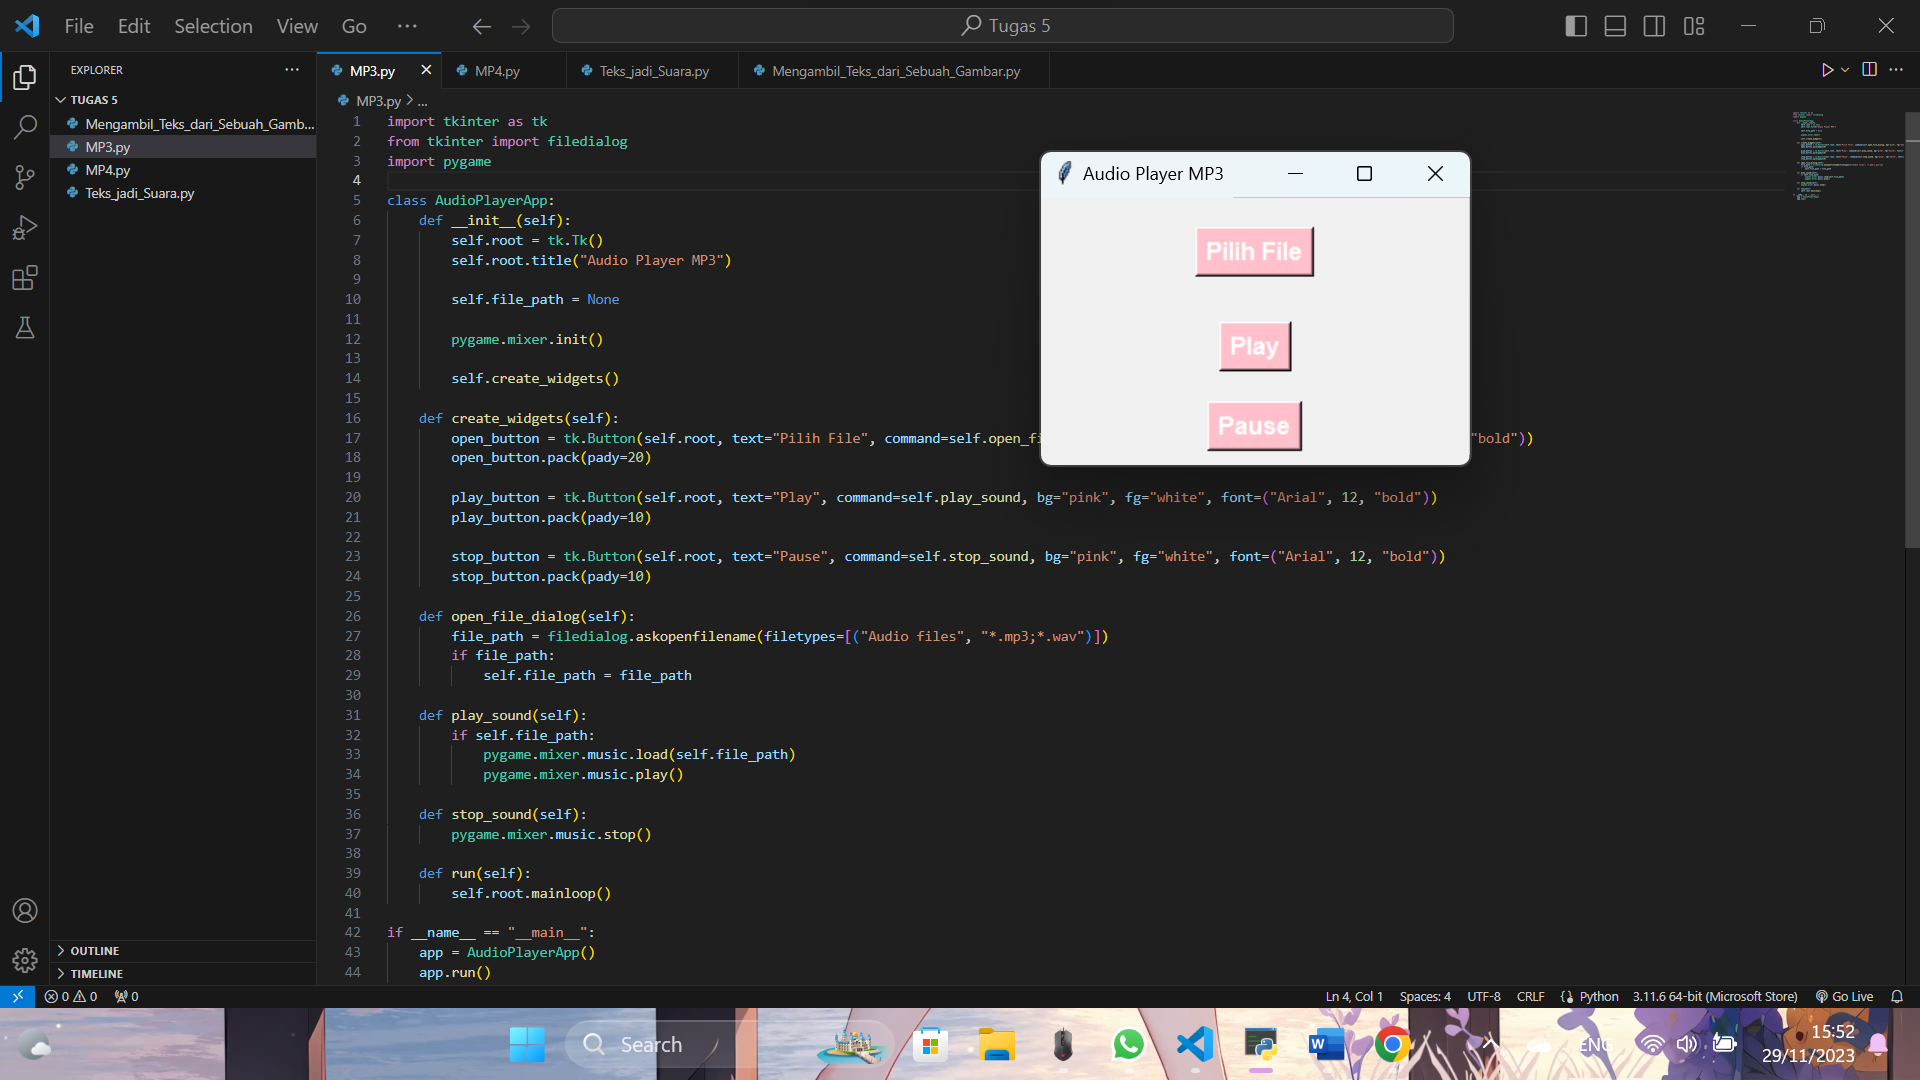 File Edit Selection View Go ··· Tugas 5
EXPLORER ···
TUGAS 5
Mengambil_Teks_dari_Sebuah_Gamb...
MP3.py
MP4.py
Teks_jadi_Suara.py
OUTLINE
TIMELINE
MP3.py MP4.py Teks_jadi_Suara.py Mengambil_Teks_dari_Sebuah_Gambar.py
MP3.py > ...
1 import tkinter as tk
2 from tkinter import filedialog
3 import pygame
4
5 class AudioPlayerApp:
6 def __init__(self):
7 self.root = tk.Tk()
8 self.root.title("Audio Player MP3")
9
10 self.file_path = None
11
12 pygame.mixer.init()
13
14 self.create_widgets()
15
16 def create_widgets(self):
17 open_button = tk.Button(self.root, text="Pilih File", command=self.open_fi "bold"))
18 open_button.pack(pady=20)
19
20 play_button = tk.Button(self.root, text="Play", command=self.play_sound, bg="pink", fg="white", font=("Arial", 12, "bold"))
21 play_button.pack(pady=10)
22
23 stop_button = tk.Button(self.root, text="Pause", command=self.stop_sound, bg="pink", fg="white", font=("Arial", 12, "bold"))
24 stop_button.pack(pady=10)
25
26 def open_file_dialog(self):
27 file_path = filedialog.askopenfilename(filetypes=[("Audio files", "*.mp3;*.wav")])
28 if file_path:
29 self.file_path = file_path
30
31 def play_sound(self):
32 if self.file_path:
33 pygame.mixer.music.load(self.file_path)
34 pygame.mixer.music.play()
35
36 def stop_sound(self):
37 pygame.mixer.music.stop()
38
39 def run(self):
40 self.root.mainloop()
41
42 if __name__ == "__main__":
43 app = AudioPlayerApp()
44 app.run()
Audio Player MP3
Pilih File
Play
Pause
0 0 0 Ln 4, Col 1 Spaces: 4 UTF-8 CRLF Python 3.11.6 64-bit (Microsoft Store) Go Live
Search
W
ENG
15:52
29/11/2023